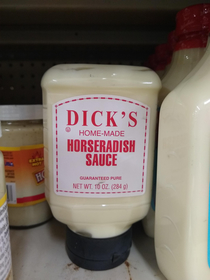 DICK'S
HOME-MADE
HORSERADISH
SAUCE
GUARANTEED PURE
NET WT. 10 OZ. (284 g)